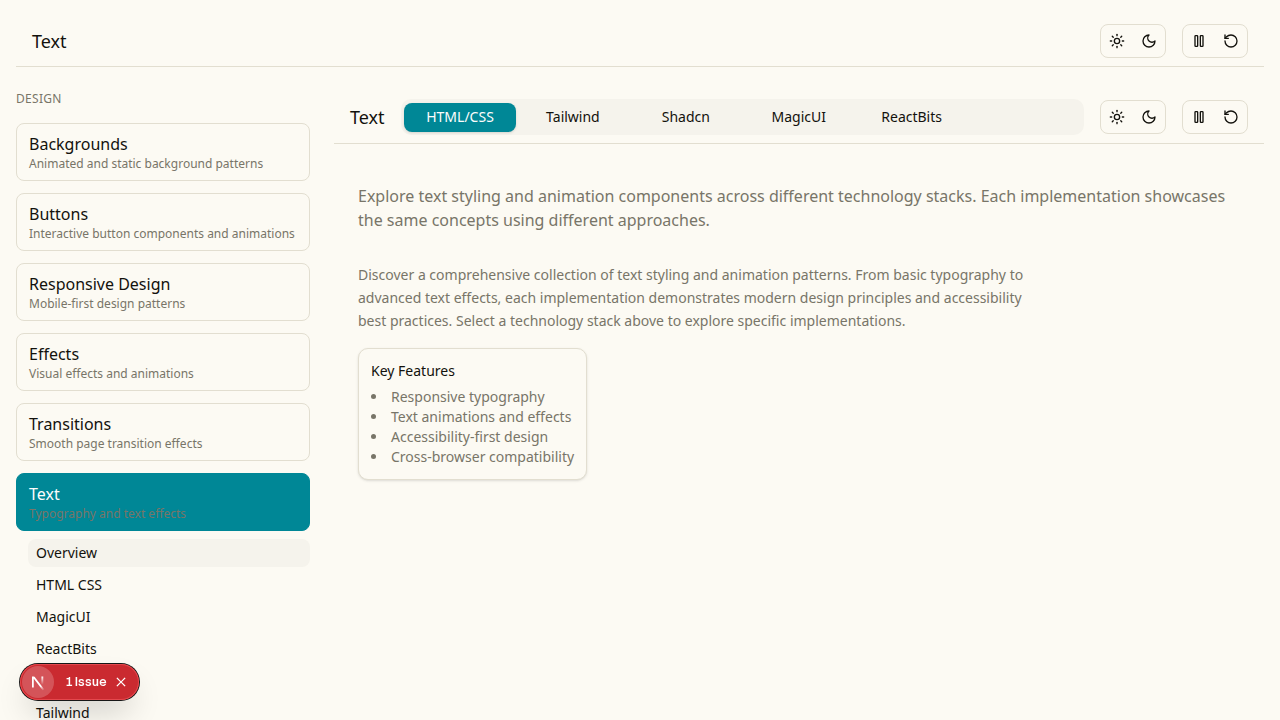 Text
DESIGN
Backgrounds
Animated and static background patterns
Buttons
Interactive button components and animations
Responsive Design
Mobile-first design patterns
Effects
Visual effects and animations
Transitions
Smooth page transition effects
Text
Typography and text effects
Overview
HTML CSS
MagicUI
ReactBits
1 Issue
Tailwind
Text HTML/CSS Tailwind Shadcn MagicUI ReactBits
Explore text styling and animation components across different technology stacks. Each implementation showcases
the same concepts using different approaches.
Discover a comprehensive collection of text styling and animation patterns. From basic typography to
advanced text effects, each implementation demonstrates modern design principles and accessibility
best practices. Select a technology stack above to explore specific implementations.
Key Features
• Responsive typography
• Text animations and effects
• Accessibility-first design
• Cross-browser compatibility